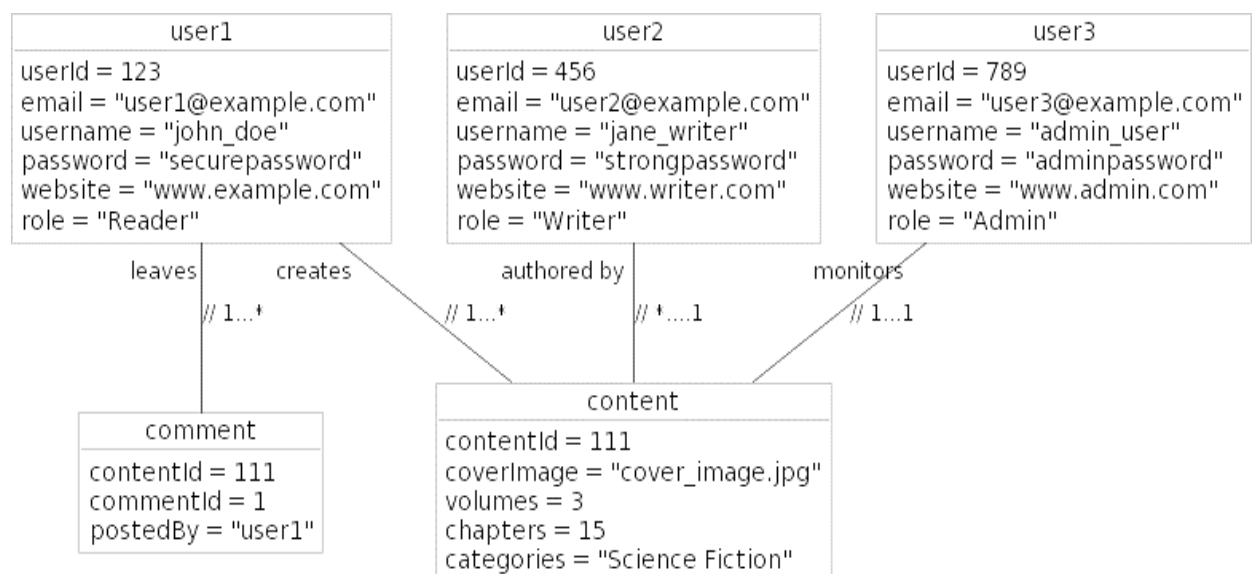 user1
userId = 123
email = "user1@example.com"
username = "john_doe"
password = "securepassword"
website = "www.example.com"
role = "Reader"
user2
userId = 456
email = "user2@example.com"
username = "jane_writer"
password = "strongpassword"
website = "www.writer.com"
role = "Writer"
user3
userId = 789
email = "user3@example.com"
username = "admin_user"
password = "adminpassword"
website = "www.admin.com"
role = "Admin"
leaves
creates
authored by
monitors
// 1...*
// 1...*
// *....1
// 1...1
comment
contentId = 111
commentId = 1
postedBy = "user1"
content
contentId = 111
coverImage = "cover_image.jpg"
volumes = 3
chapters = 15
categories = "Science Fiction"